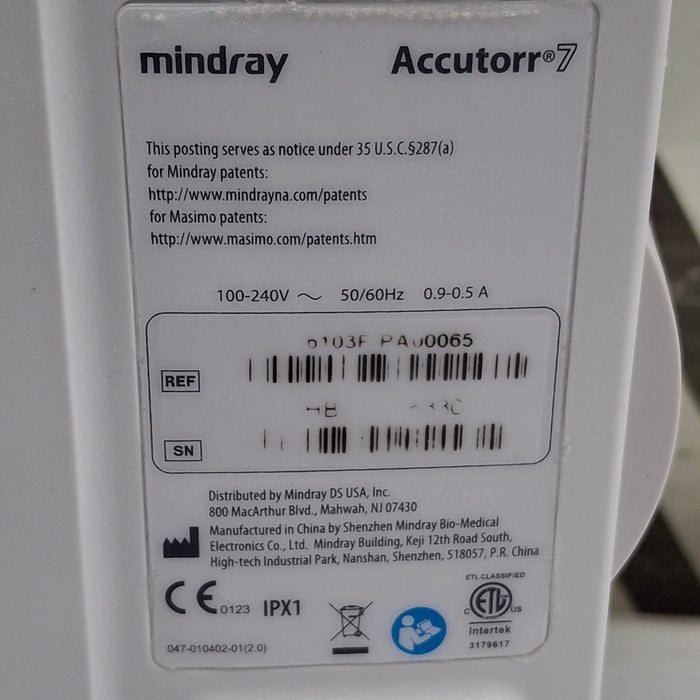 mindray
Accutorr®7
This posting serves as notice under 35 U.S.C.§287(a)
for Mindray patents:
http://www.mindrayna.com/patents
for Masimo patents:
http://www.masimo.com/patents.htm
100-240V ～ 50/60Hz 0.9-0.5 A
REF
SN
Distributed by Mindray DS USA, Inc.
800 MacArthur Blvd., Mahwah, NJ 07430
Manufactured in China by Shenzhen Mindray Bio-Medical
Electronics Co., Ltd. Mindray Building, Keji 12th Road South,
High-tech Industrial Park, Nanshan, Shenzhen, 518057, P.R. China
CE 0123 IPX1
ETL CLASSIFIED
C ETL US
Intertek
3179617
047-010402-01(2.0)